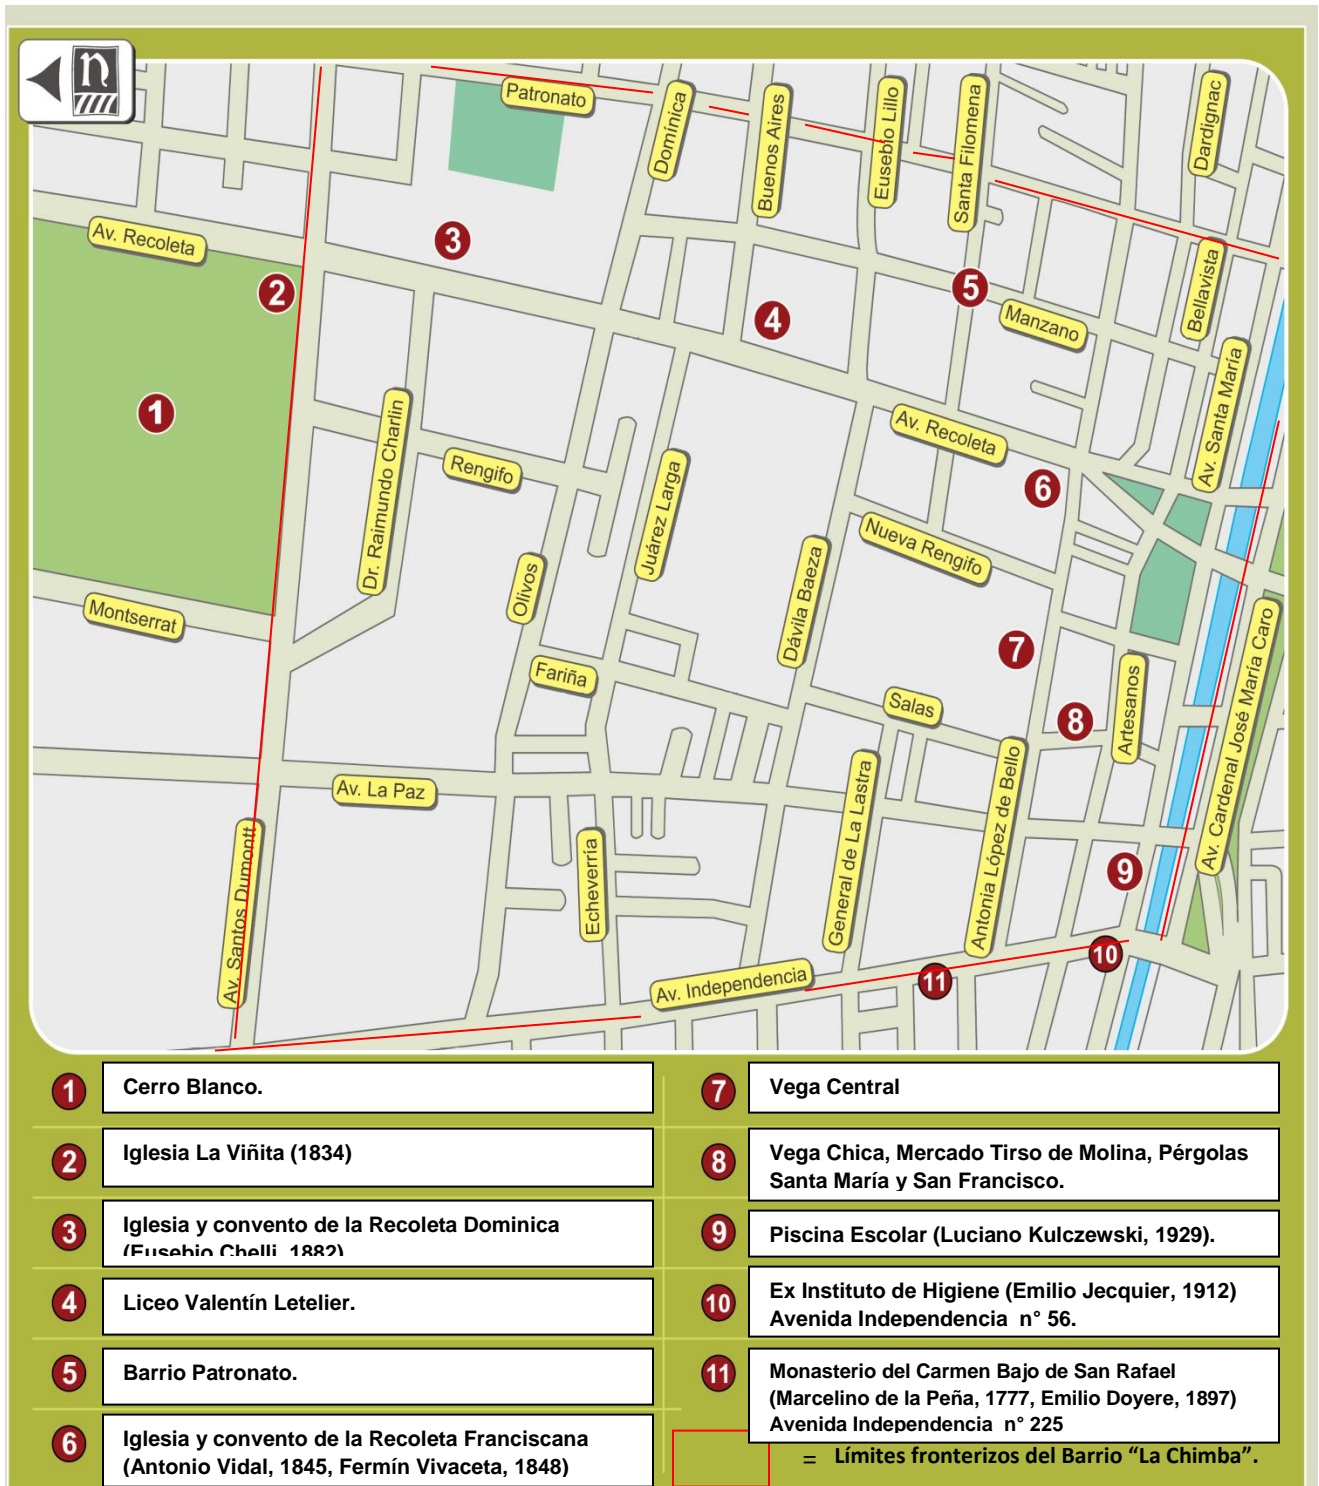 n
Patronato
Domínica
Buenos Aires
Eusebio Lillo
Santa Filomena
Dardignac
Av. Recoleta
3
2
5
Bellavista
4
Manzano
Av. Santa María
1
Dr. Raimundo Charlin
Av. Recoleta
Rengifo
Juárez Larga
6
Nueva Rengifo
Olivos
Dávila Baeza
Montserrat
7
Av. Cardenal José María Caro
Fariña
Salas
8
Artesanos
Av. La Paz
General de La Lastra
Antonia López de Bello
Av. Santos Dumontt
Echeverría
9
10
Av. Independencia
11
1 Cerro Blanco.
2 Iglesia La Viñita (1834)
3 Iglesia y convento de la Recoleta Dominica
(Eusebio Chelli, 1882)
4 Liceo Valentín Letelier.
5 Barrio Patronato.
6 Iglesia y convento de la Recoleta Franciscana
(Antonio Vidal, 1845, Fermín Vivaceta, 1848)
7 Vega Central
8 Vega Chica, Mercado Tirso de Molina, Pérgolas
Santa María y San Francisco.
9 Piscina Escolar (Luciano Kulczewski, 1929).
10 Ex Instituto de Higiene (Emilio Jecquier, 1912)
Avenida Independencia n° 56.
11 Monasterio del Carmen Bajo de San Rafael
(Marcelino de la Peña, 1777, Emilio Doyere, 1897)
Avenida Independencia n° 225
= Límites fronterizos del Barrio “La Chimba”.